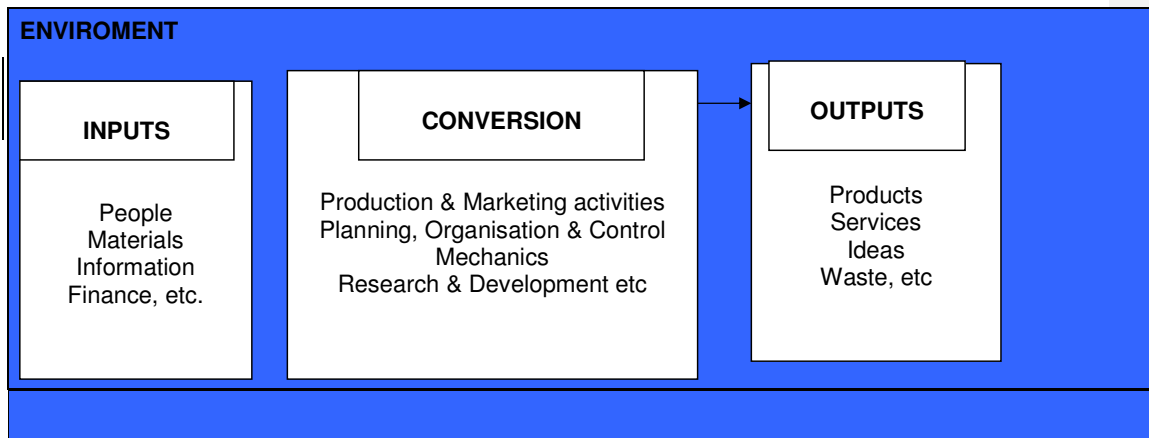 ENVIROMENT
INPUTS
People
Materials
Information
Finance, etc.
CONVERSION
Production & Marketing activities
Planning, Organisation & Control
Mechanics
Research & Development etc
OUTPUTS
Products
Services
Ideas
Waste, etc